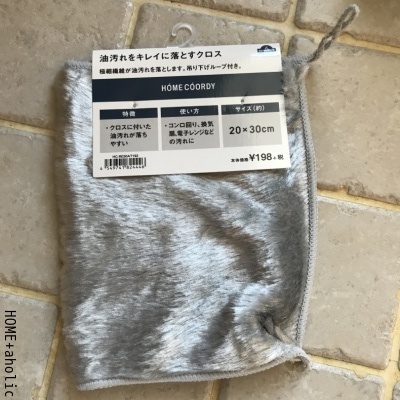 油汚れをキレイに落とすクロス
極細繊維が油汚れを落とします。吊り下げループ付き。
HOME COORDY
特徴
・クロスに付いた
油汚れが落ち
やすい
使い方
・コンロ回り、換気
扇、電子レンジなど
の汚れに
サイズ(約)
20×30cm
本体価格 ¥198+税
4 549741 824446
HOME+aholic